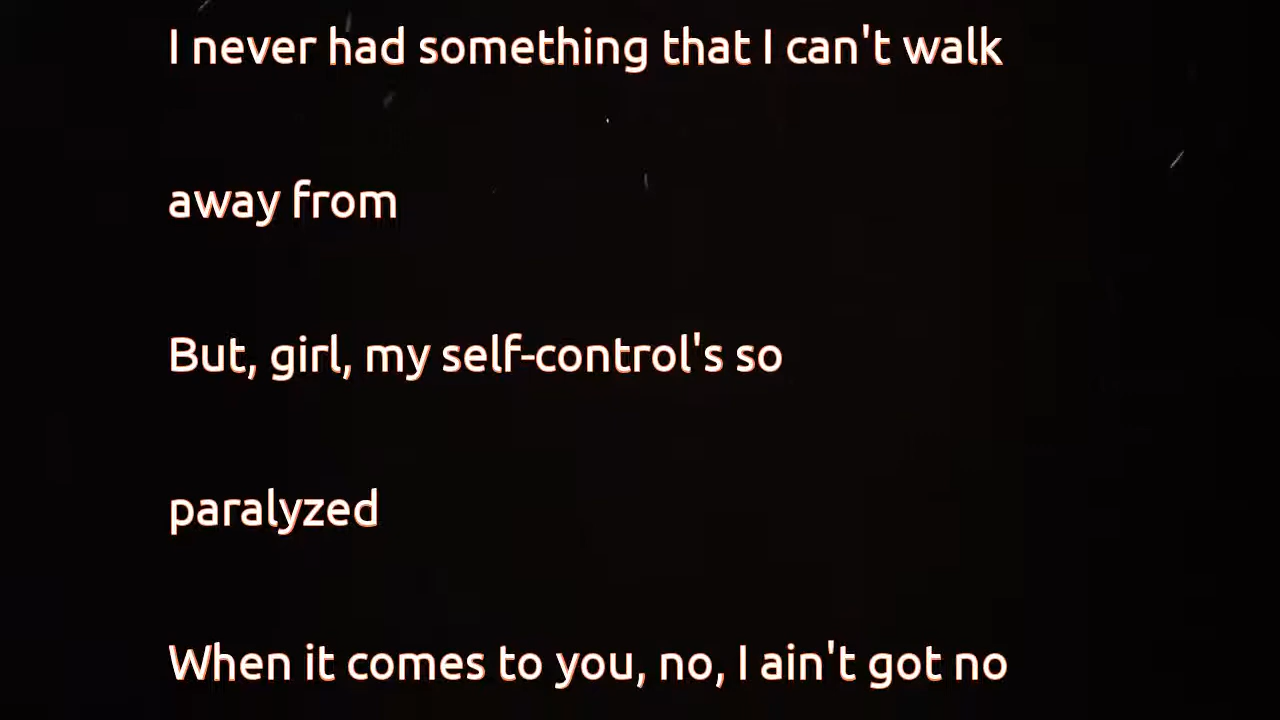 I never had something that I can't walk
away from
But, girl, my self-control's so
paralyzed
When it comes to you, no, I ain't got no